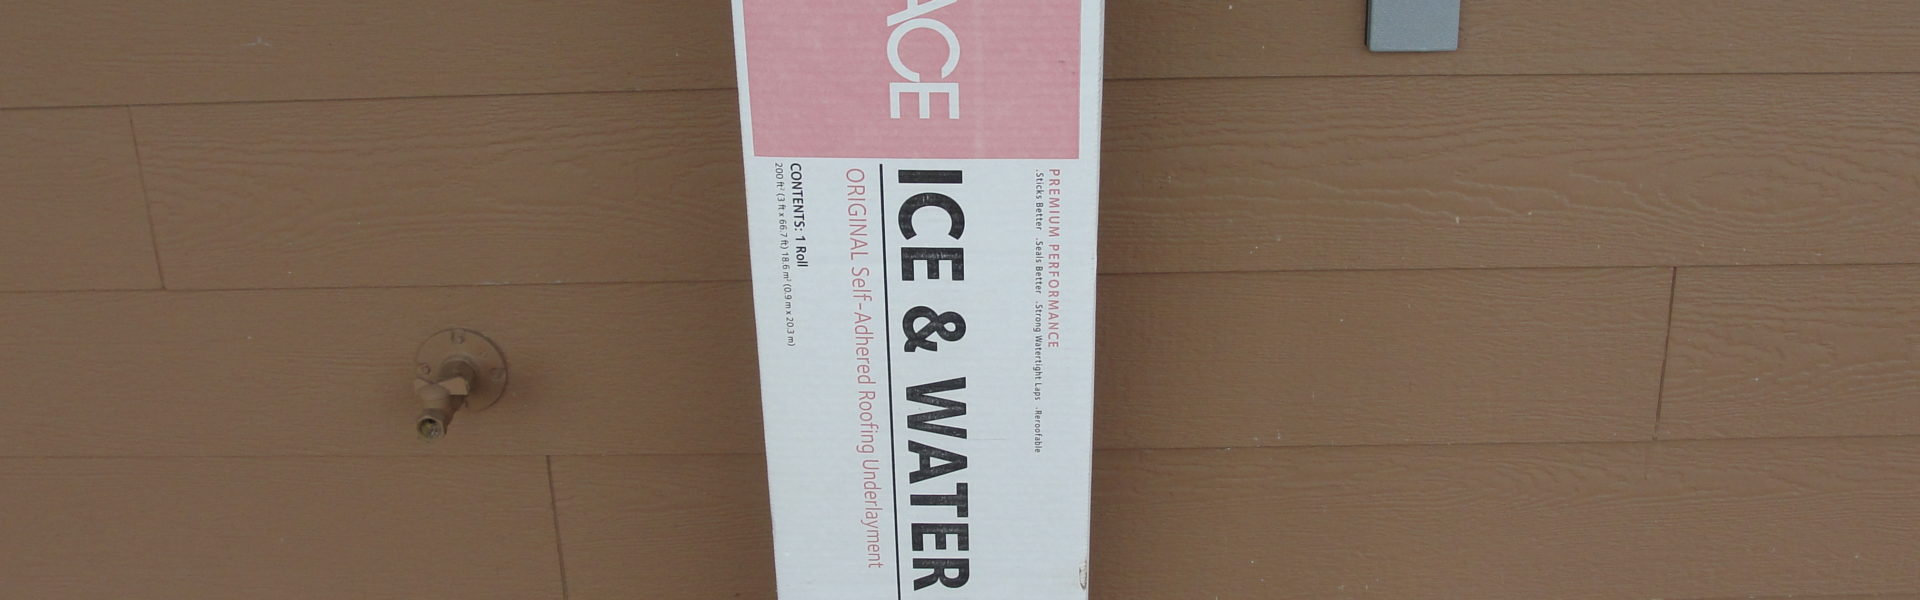 ACE
PREMIUM PERFORMANCE
.Sticks Better .Seals Better .Strong Watertight Laps .Reroofable
ICE & WATER
ORIGINAL Self-Adhered Roofing Underlayment
CONTENTS: 1 Roll
200 ft² (3 ft x 66.7 ft) 18.6 m² (0.9 m x 20.3 m)